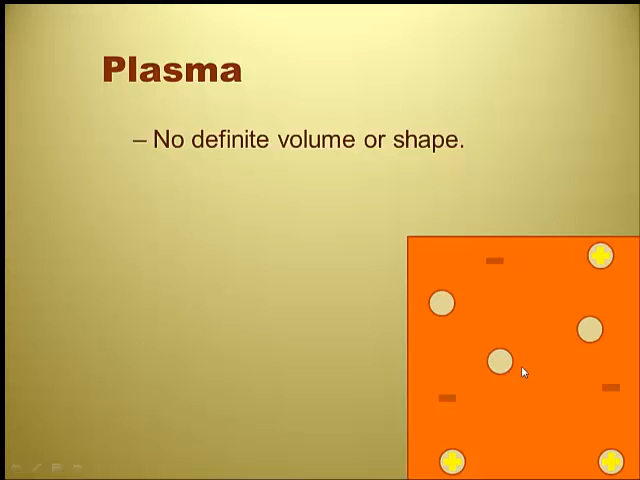 Plasma
– No definite volume or shape.